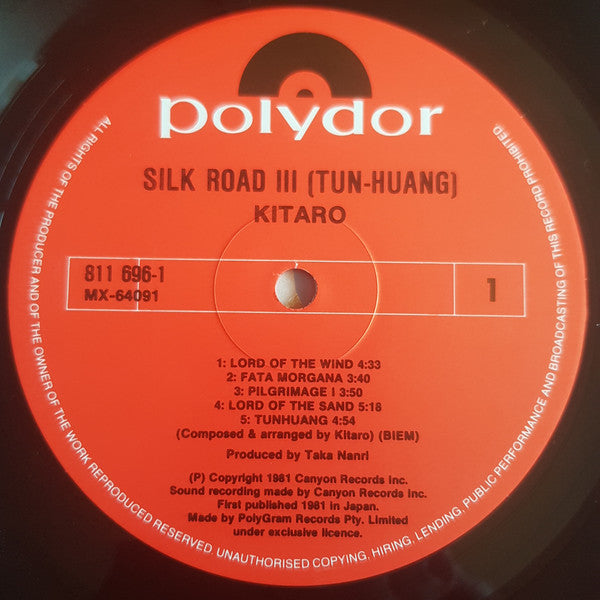 polydor
SILK ROAD III (TUN-HUANG)
KITARO
811 696-1
MX-64091
1
1: LORD OF THE WIND 4:33
2: FATA MORGANA 3:40
3: PILGRIMAGE I 3:50
4: LORD OF THE SAND 5:18
5: TUNHUANG 4:54
(Composed & arranged by Kitaro) (BIEM)
Produced by Taka Nanri
(P) Copyright 1981 Canyon Records Inc.
Sound recording made by Canyon Records Inc.
First published 1981 in Japan.
Made by PolyGram Records Pty. Limited
under exclusive licence.
ALL RIGHTS OF THE PRODUCER AND OF THE OWNER OF THE WORK REPRODUCED RESERVED. UNAUTHORISED COPYING, HIRING, LENDING, PUBLIC PERFORMANCE AND BROADCASTING OF THIS RECORD PROHIBITED.